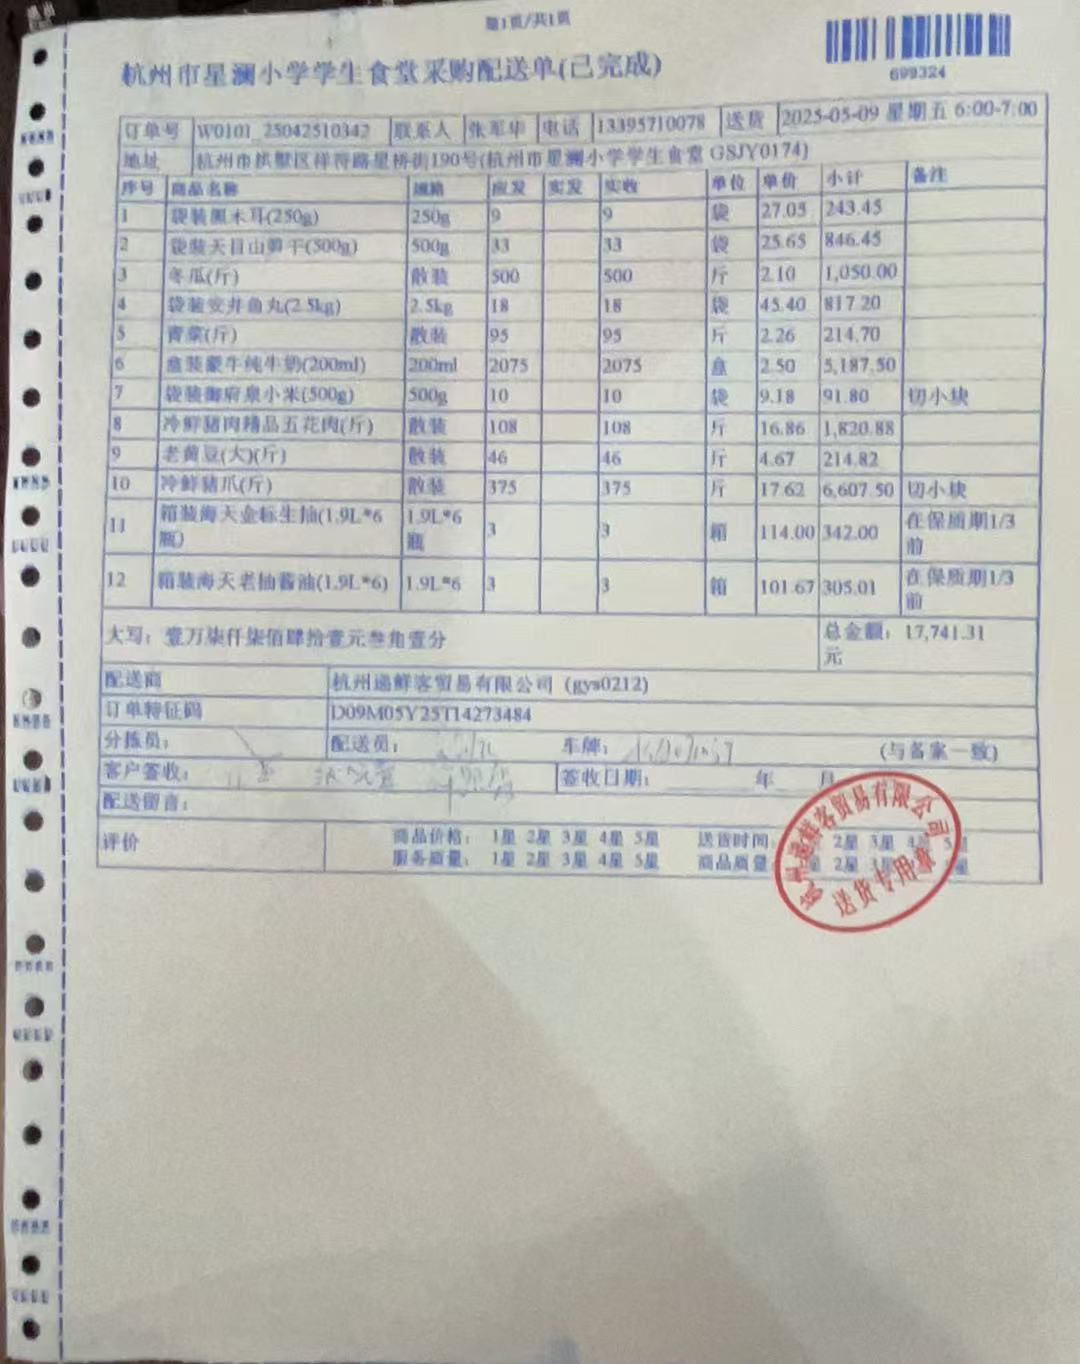 第1页/共1页
699324
杭州市星澜小学学生食堂采购配送单(已完成)
订单号 W0101_25042510342 联系人 张军华 电话 13395710078 送货 2025-05-09 星期五 6:00-7:00
地址 杭州市拱墅区祥符路星桥街190号(杭州市星澜小学学生食堂 GSJY0174)
序号 商品名称 规格 应发 实发 实收 单位 单价 小计 备注
1 袋装黑木耳(250g) 250g 9 9 袋 27.05 243.45
2 袋装天目山笋干(500g) 500g 33 33 袋 25.65 846.45
3 冬瓜(斤) 散装 500 500 斤 2.10 1,050.00
4 袋装安井鱼丸(2.5kg) 2.5kg 18 18 袋 45.40 817.20
5 青菜(斤) 散装 95 95 斤 2.26 214.70
6 盒装蒙牛纯牛奶(200ml) 200ml 2075 2075 盒 2.50 5,187.50
7 袋装御府泉小米(500g) 500g 10 10 袋 9.18 91.80 切小块
8 冷鲜猪肉精品五花肉(斤) 散装 108 108 斤 16.86 1,820.88
9 老黄豆(大)(斤) 散装 46 46 斤 4.67 214.82
10 冷鲜猪爪(斤) 散装 375 375 斤 17.62 6,607.50 切小块
11 箱装海天金标生抽(1.9L*6瓶) 1.9L*6瓶 3 3 箱 114.00 342.00 在保质期1/3前
12 箱装海天老抽酱油(1.9L*6) 1.9L*6 3 3 箱 101.67 305.01 在保质期1/3前
大写：壹万柒仟柒佰肆拾壹元叁角壹分 总金额：17,741.31元
配送商 杭州递鲜客贸易有限公司 (gys0212)
订单特征码 D09M05Y25T14273484
分拣员： 配送员： 车牌： (与备案一致)
客户签收： 签收日期： 年 月
配送留言：
评价 商品价格： 1星 2星 3星 4星 5星 送货时间 2星 3星 4星 5星
服务质量： 1星 2星 3星 4星 5星 商品质量 2星
杭州递鲜客贸易有限公司
送货专用章